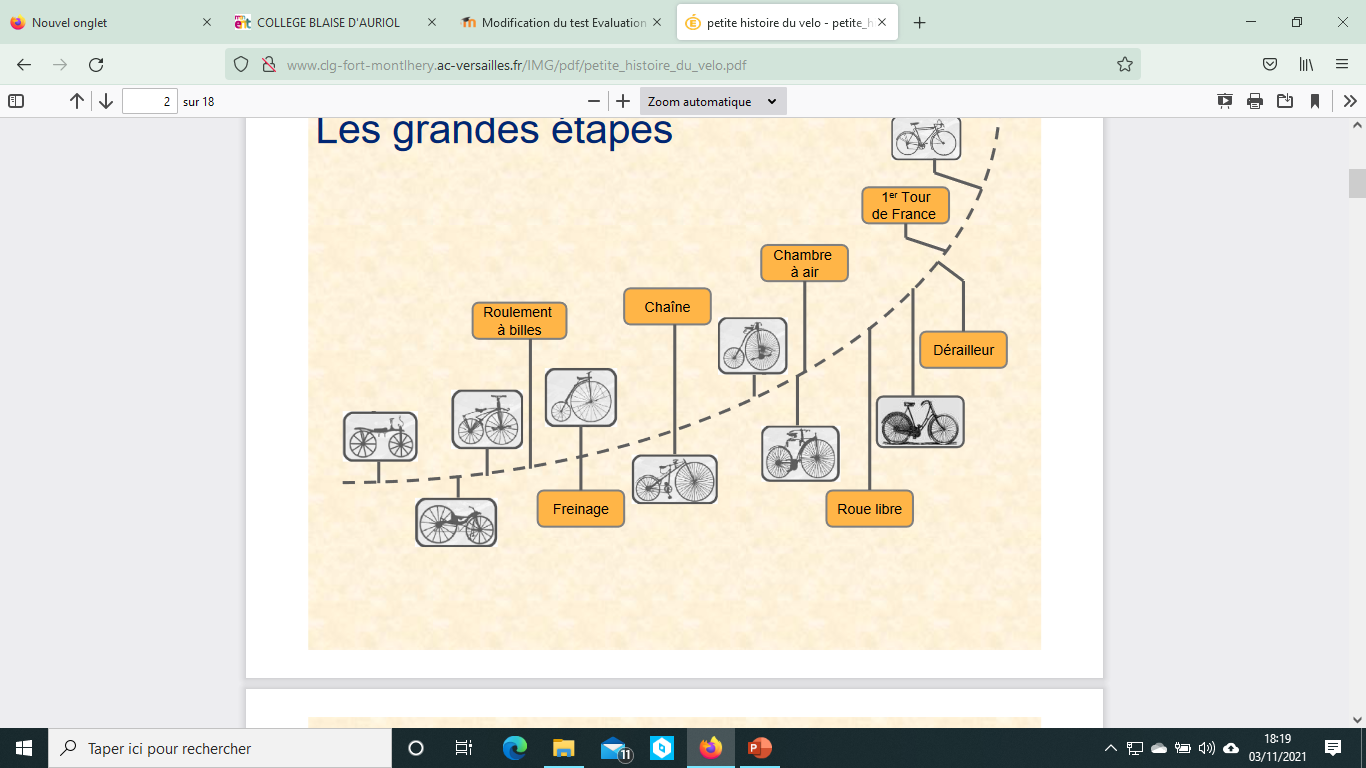 Nouvel onglet
COLLEGE BLAISE D'AURIOL
Modification du test Evaluation
petite histoire du velo - petite_h
www.clg-fort-montlhery.ac-versailles.fr/IMG/pdf/petite_histoire_du_velo.pdf
2 sur 18
Zoom automatique
Les grandes étapes
1er Tour
de France
Chambre
à air
Roulement
à billes
Chaîne
Dérailleur
Freinage
Roue libre
Taper ici pour rechercher
11
18:19
03/11/2021